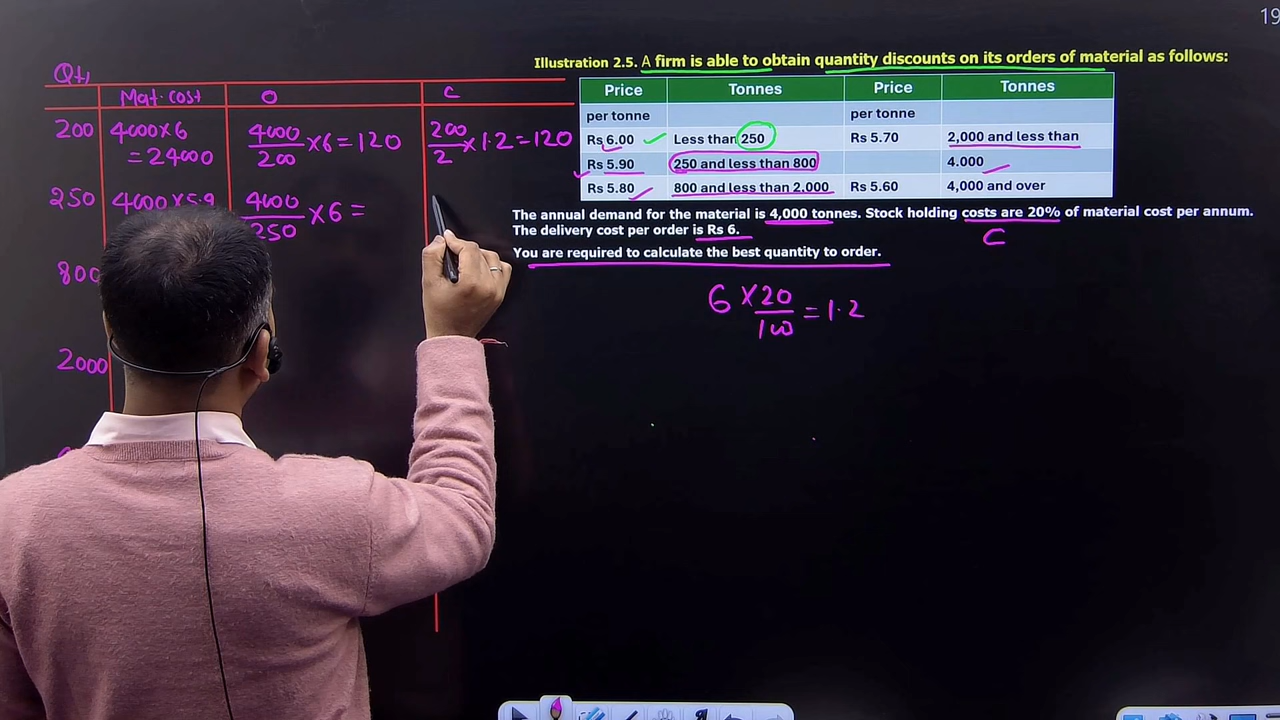 19
Illustration 2.5. A firm is able to obtain quantity discounts on its orders of material as follows:
Price Tonnes Price Tonnes
per tonne per tonne
Rs 6.00 Less than 250 Rs 5.70 2,000 and less than
Rs 5.90 250 and less than 800 4.000
Rs 5.80 800 and less than 2,000 Rs 5.60 4,000 and over
The annual demand for the material is 4,000 tonnes. Stock holding costs are 20% of material cost per annum.
The delivery cost per order is Rs 6.
C
You are required to calculate the best quantity to order.
6 × 20/100 = 1.2
Qty
Mat. cost O C
200 4000×6 = 24000 4000/200 ×6 = 120 200/2 × 1.2 = 120
250 4000×5.9 4000/250 ×6 =
800
2000